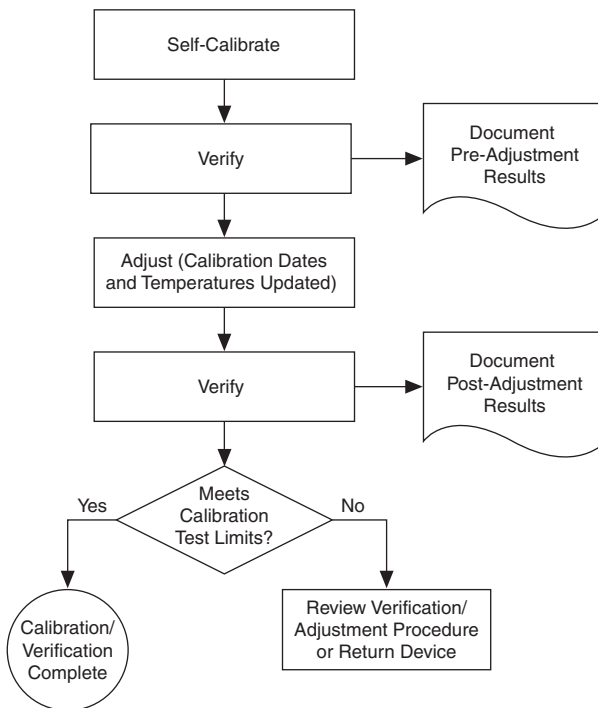 Self-Calibrate
Verify
Document
Pre-Adjustment
Results
Adjust (Calibration Dates
and Temperatures Updated)
Verify
Document
Post-Adjustment
Results
Meets
Calibration
Test Limits?
Yes
No
Calibration/
Verification
Complete
Review Verification/
Adjustment Procedure
or Return Device